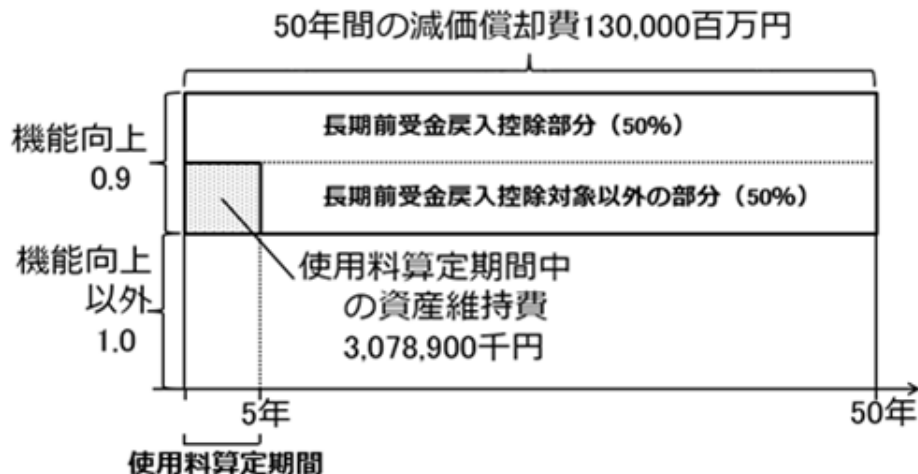 50年間の減価償却費130,000百万円
長期前受金戻入控除部分（50%）
機能向上
0.9
長期前受金戻入控除対象以外の部分（50%）
機能向上
以外
1.0
使用料算定期間中
の資産維持費
3,078,900千円
5年
50年
使用料算定期間